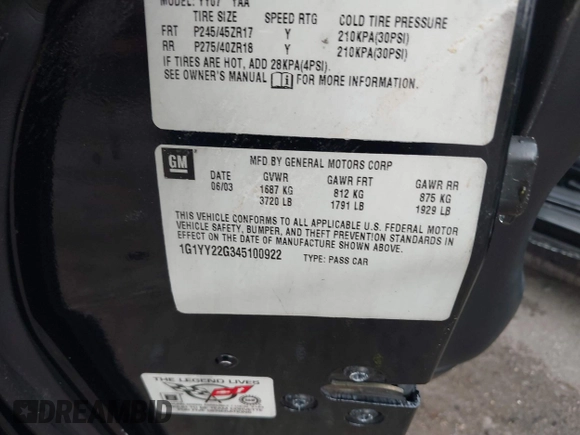 MODEL: YY07 1AA
TIRE SIZE SPEED RTG COLD TIRE PRESSURE
FRT P245/45ZR17 Y 210KPA(30PSI)
RR P275/40ZR18 Y 210KPA(30PSI)
IF TIRES ARE HOT, ADD 28KPA(4PSI)
SEE OWNER'S MANUAL FOR MORE INFORMATION
GM
MFD BY GENERAL MOTORS CORP
DATE GVWR GAWR FRT GAWR RR
06/03 1687 KG 812 KG 875 KG
3720 LB 1791 LB 1929 LB
THIS VEHICLE CONFORMS TO ALL APPLICABLE U.S. FEDERAL MOTOR
VEHICLE SAFETY, BUMPER, AND THEFT PREVENTION STANDARDS IN
EFFECT ON THE DATE OF MANUFACTURE SHOWN ABOVE.
1G1YY22G345100922 TYPE: PASS CAR
THE LEGEND LIVES
DREAMBID